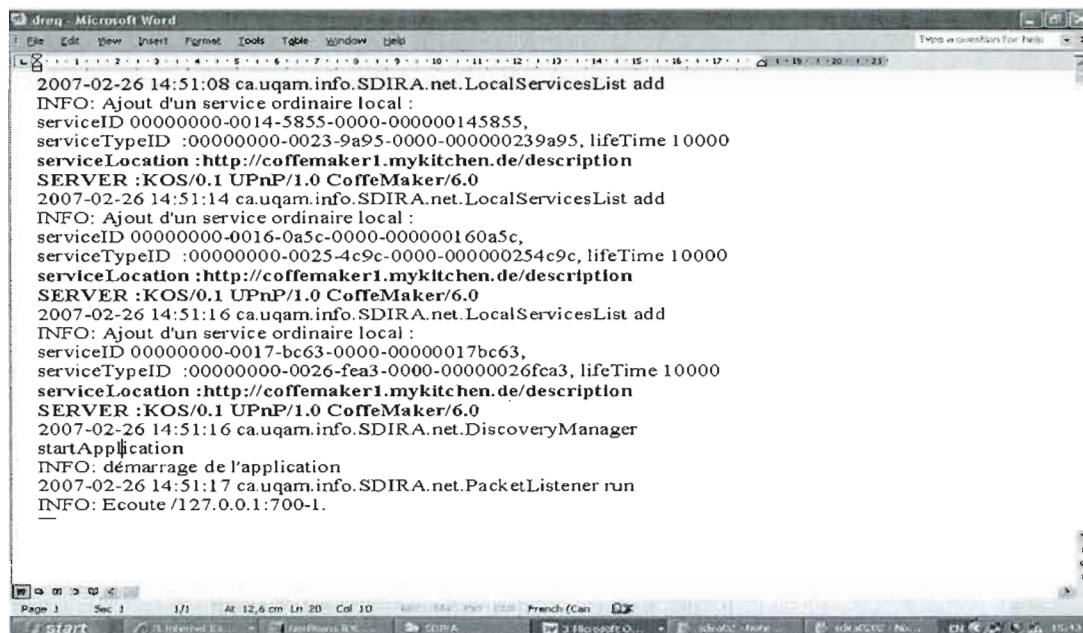 dreq - Microsoft Word
File Edit View Insert Format Tools Table Window Help
Type a question for help
2007-02-26 14:51:08 ca.uqam.info.SDIRA.net.LocalServicesList add
INFO: Ajout d'un service ordinaire local :
serviceID 00000000-0014-5855-0000-000000145855,
serviceTypeID :00000000-0023-9a95-0000-000000239a95, lifeTime 10000
serviceLocation :http://coffemaker1.mykitchen.de/description
SERVER :KOS/0.1 UPnP/1.0 CoffeMaker/6.0
2007-02-26 14:51:14 ca.uqam.info.SDIRA.net.LocalServicesList add
INFO: Ajout d'un service ordinaire local :
serviceID 00000000-0016-0a5c-0000-000000160a5c,
serviceTypeID :00000000-0025-4c9c-0000-000000254c9c, lifeTime 10000
serviceLocation :http://coffemaker1.mykitchen.de/description
SERVER :KOS/0.1 UPnP/1.0 CoffeMaker/6.0
2007-02-26 14:51:16 ca.uqam.info.SDIRA.net.LocalServicesList add
INFO: Ajout d'un service ordinaire local :
serviceID 00000000-0017-bc63-0000-00000017bc63,
serviceTypeID :00000000-0026-fea3-0000-00000026fea3, lifeTime 10000
serviceLocation :http://coffemaker1.mykitchen.de/description
SERVER :KOS/0.1 UPnP/1.0 CoffeMaker/6.0
2007-02-26 14:51:16 ca.uqam.info.SDIRA.net.DiscoveryManager
startApplication
INFO: démarrage de l'application
2007-02-26 14:51:17 ca.uqam.info.SDIRA.net.PacketListener run
INFO: Ecoute /127.0.0.1:700-1.
Page 1 Sec 1 1/1 At 12,6 cm Ln 20 Col 10 French (Can
start SDIRA 3 Microsoft O... EN 15:43